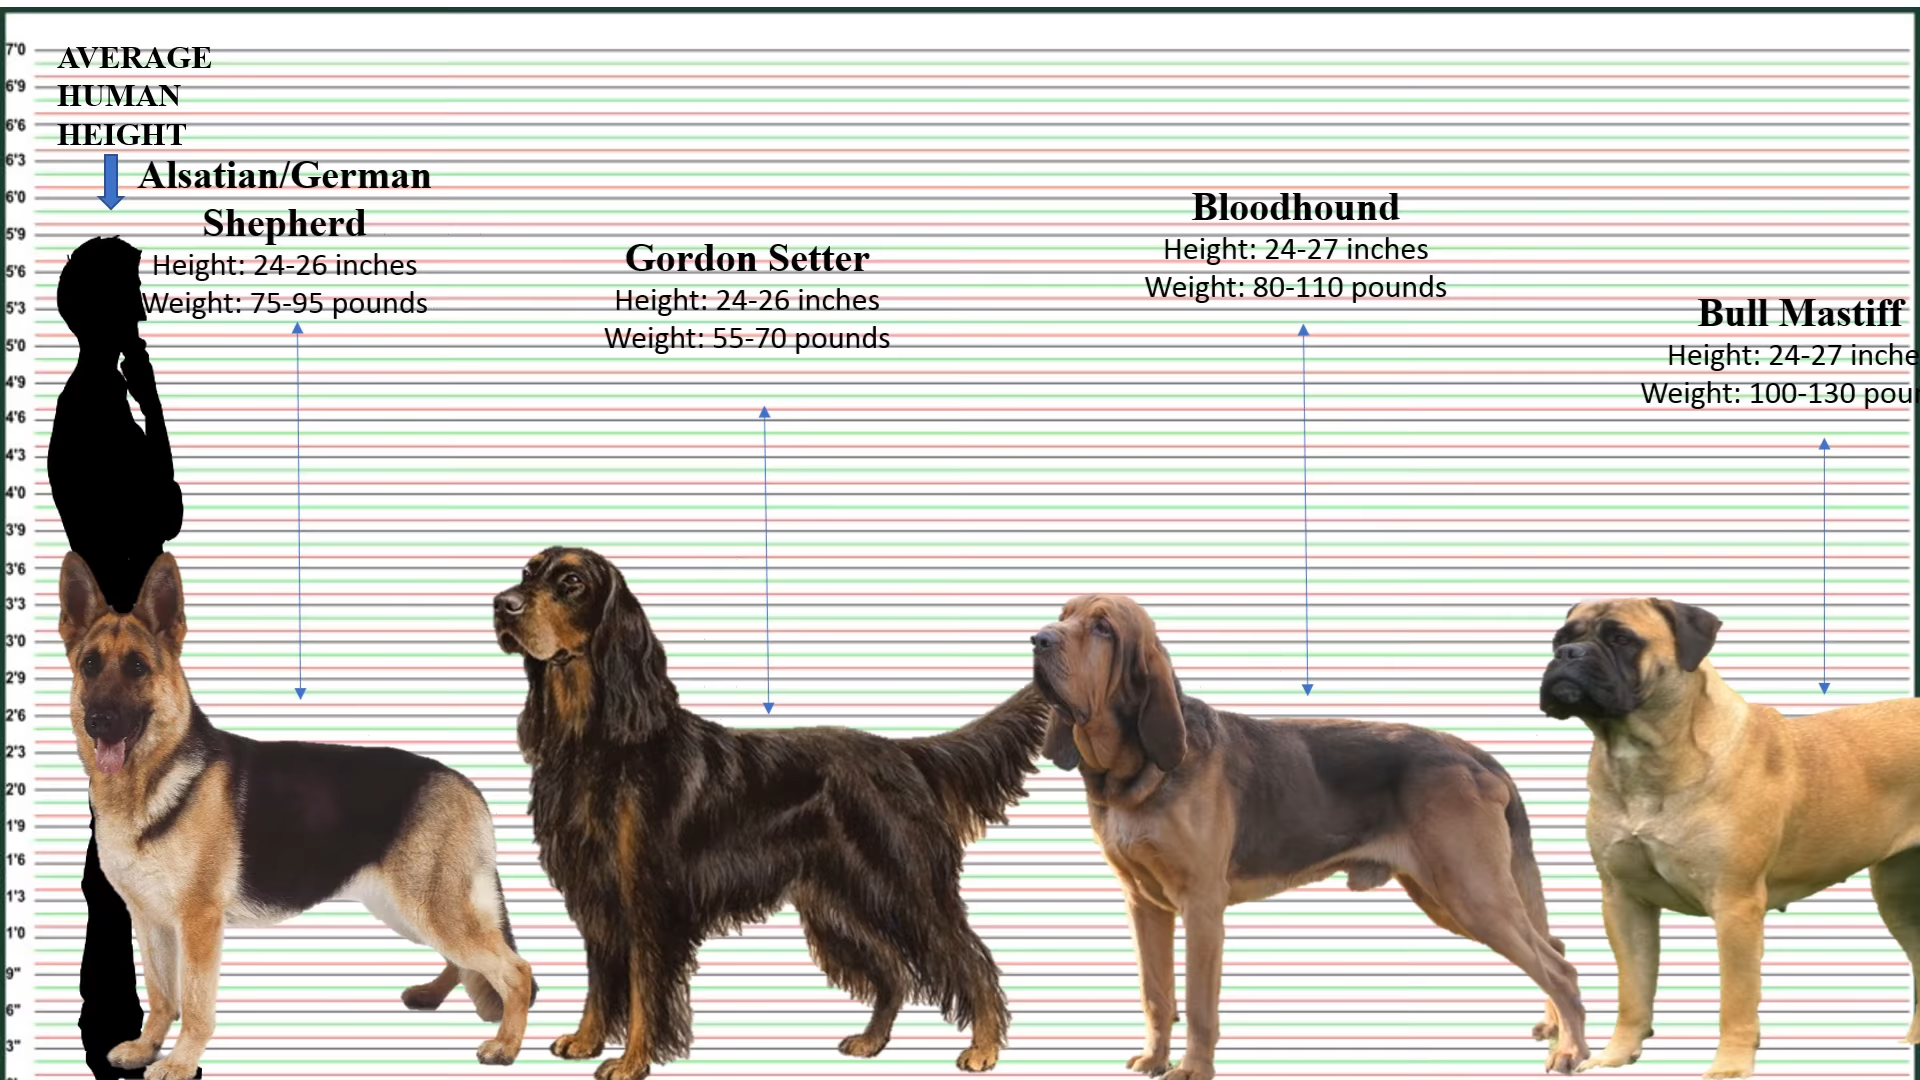 AVERAGE
HUMAN
HEIGHT
Alsatian/German
Shepherd
Height: 24-26 inches
Weight: 75-95 pounds
Gordon Setter
Height: 24-26 inches
Weight: 55-70 pounds
Bloodhound
Height: 24-27 inches
Weight: 80-110 pounds
Bull Mastiff
Height: 24-27 inche
Weight: 100-130 pou
7'0
6'9
6'6
6'3
6'0
5'9
5'6
5'3
5'0
4'9
4'6
4'3
4'0
3'9
3'6
3'3
3'0
2'9
2'6
2'3
2'0
1'9
1'6
1'3
1'0
9"
6"
3"